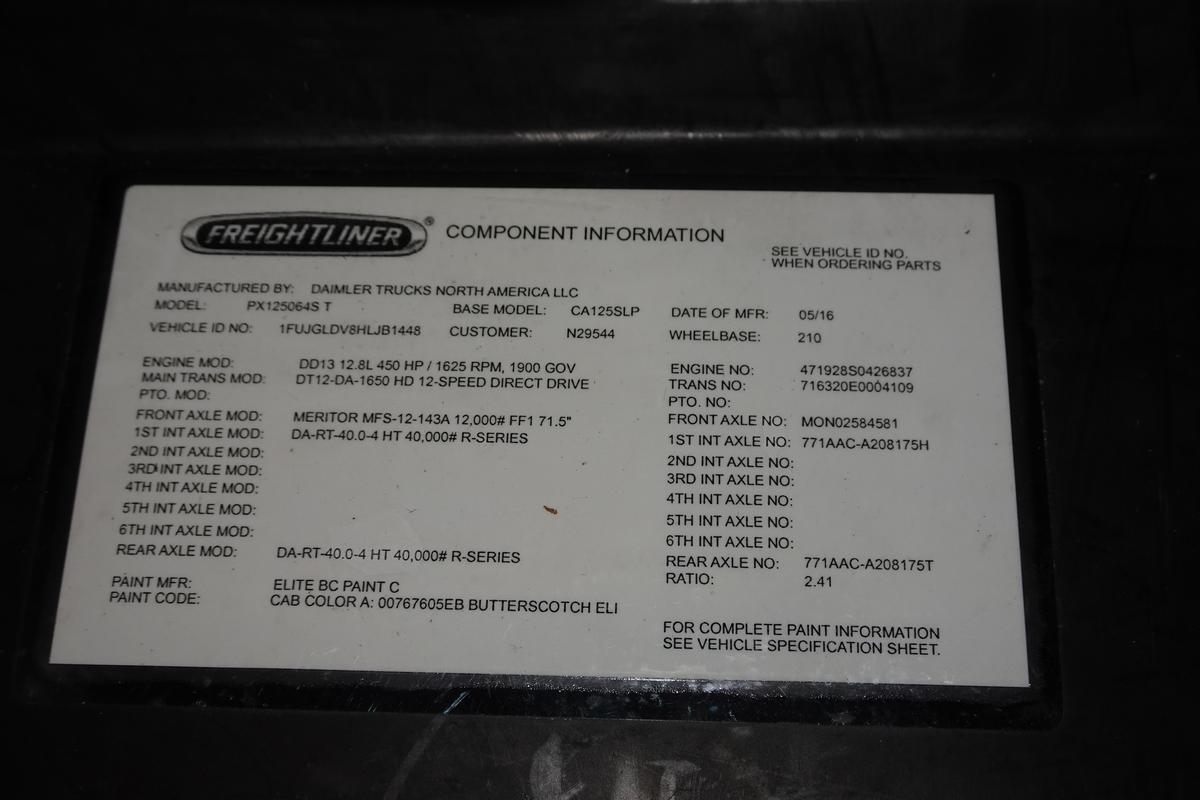 FREIGHTLINER® COMPONENT INFORMATION
SEE VEHICLE ID NO.
WHEN ORDERING PARTS
MANUFACTURED BY: DAIMLER TRUCKS NORTH AMERICA LLC
MODEL: PX125064S T BASE MODEL: CA125SLP DATE OF MFR: 05/16
VEHICLE ID NO: 1FUJGLDV8HLJB1448 CUSTOMER: N29544 WHEELBASE: 210
ENGINE MOD: DD13 12.8L 450 HP / 1625 RPM, 1900 GOV ENGINE NO: 471928S0426837
MAIN TRANS MOD: DT12-DA-1650 HD 12-SPEED DIRECT DRIVE TRANS NO: 716320E0004109
PTO. MOD: PTO. NO:
FRONT AXLE MOD: MERITOR MFS-12-143A 12,000# FF1 71.5" FRONT AXLE NO: MON02584581
1ST INT AXLE MOD: DA-RT-40.0-4 HT 40,000# R-SERIES 1ST INT AXLE NO: 771AAC-A208175H
2ND INT AXLE MOD: 2ND INT AXLE NO:
3RD INT AXLE MOD: 3RD INT AXLE NO:
4TH INT AXLE MOD: 4TH INT AXLE NO:
5TH INT AXLE MOD: 5TH INT AXLE NO:
6TH INT AXLE MOD: 6TH INT AXLE NO:
REAR AXLE MOD: DA-RT-40.0-4 HT 40,000# R-SERIES REAR AXLE NO: 771AAC-A208175T
RATIO: 2.41
PAINT MFR: ELITE BC PAINT C
PAINT CODE: CAB COLOR A: 00767605EB BUTTERSCOTCH ELI
FOR COMPLETE PAINT INFORMATION
SEE VEHICLE SPECIFICATION SHEET.